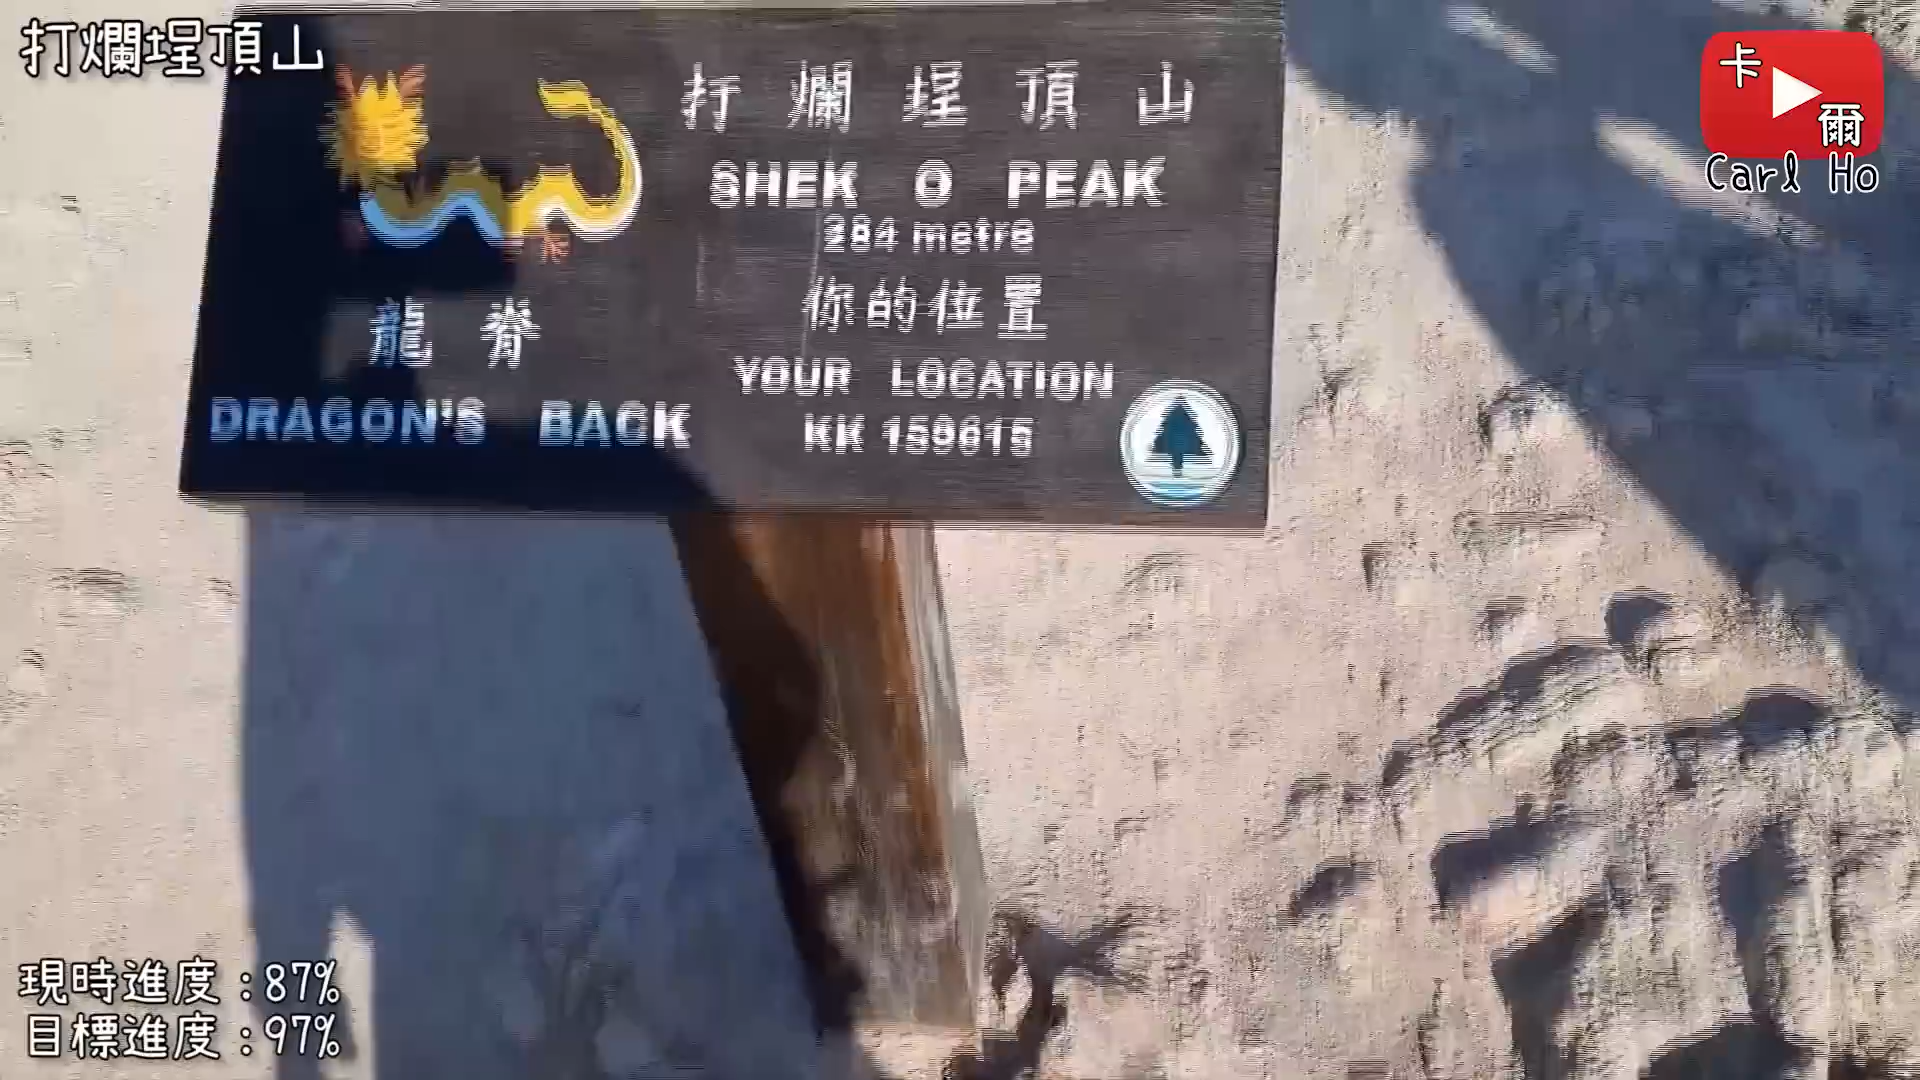 打爛埕頂山
卡
爾
Carl Ho
打爛埕頂山
SHEK O PEAK
284 metre
你的位置
YOUR LOCATION
KK 159615
龍脊
DRAGON'S BACK
現時進度:87%
目標進度:97%